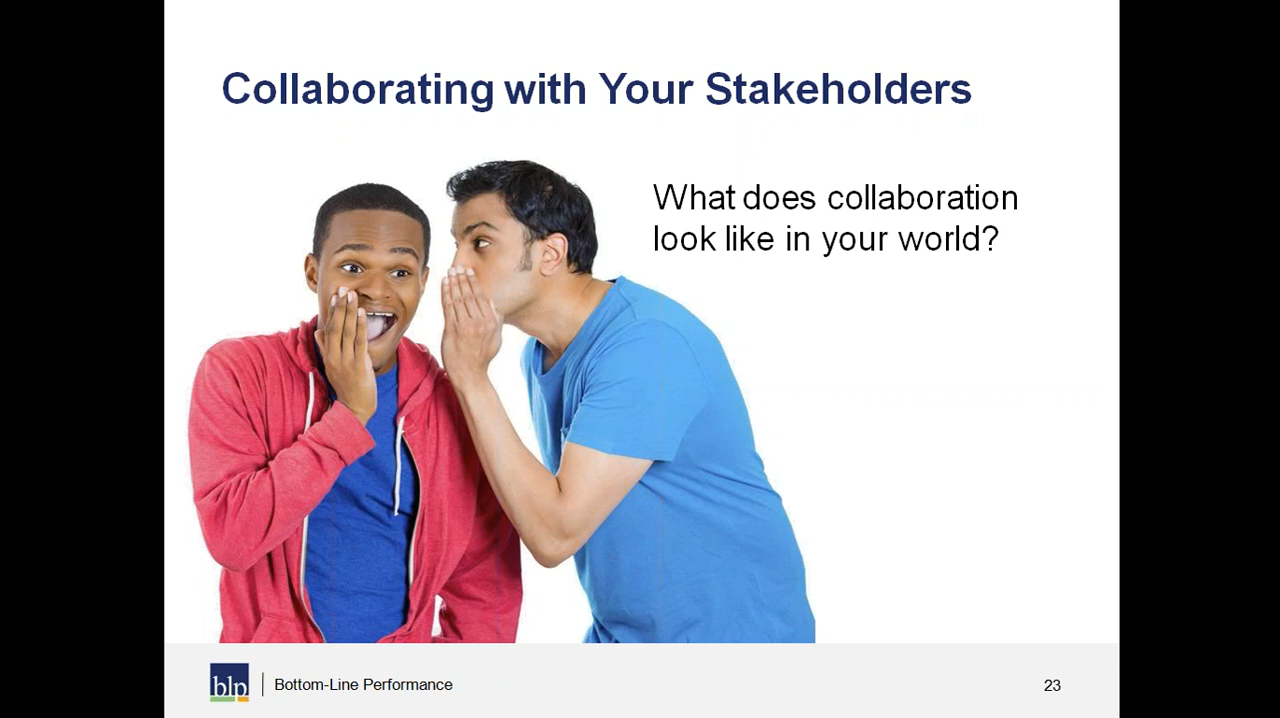 Collaborating with Your Stakeholders
What does collaboration
look like in your world?
blp
Bottom-Line Performance
23